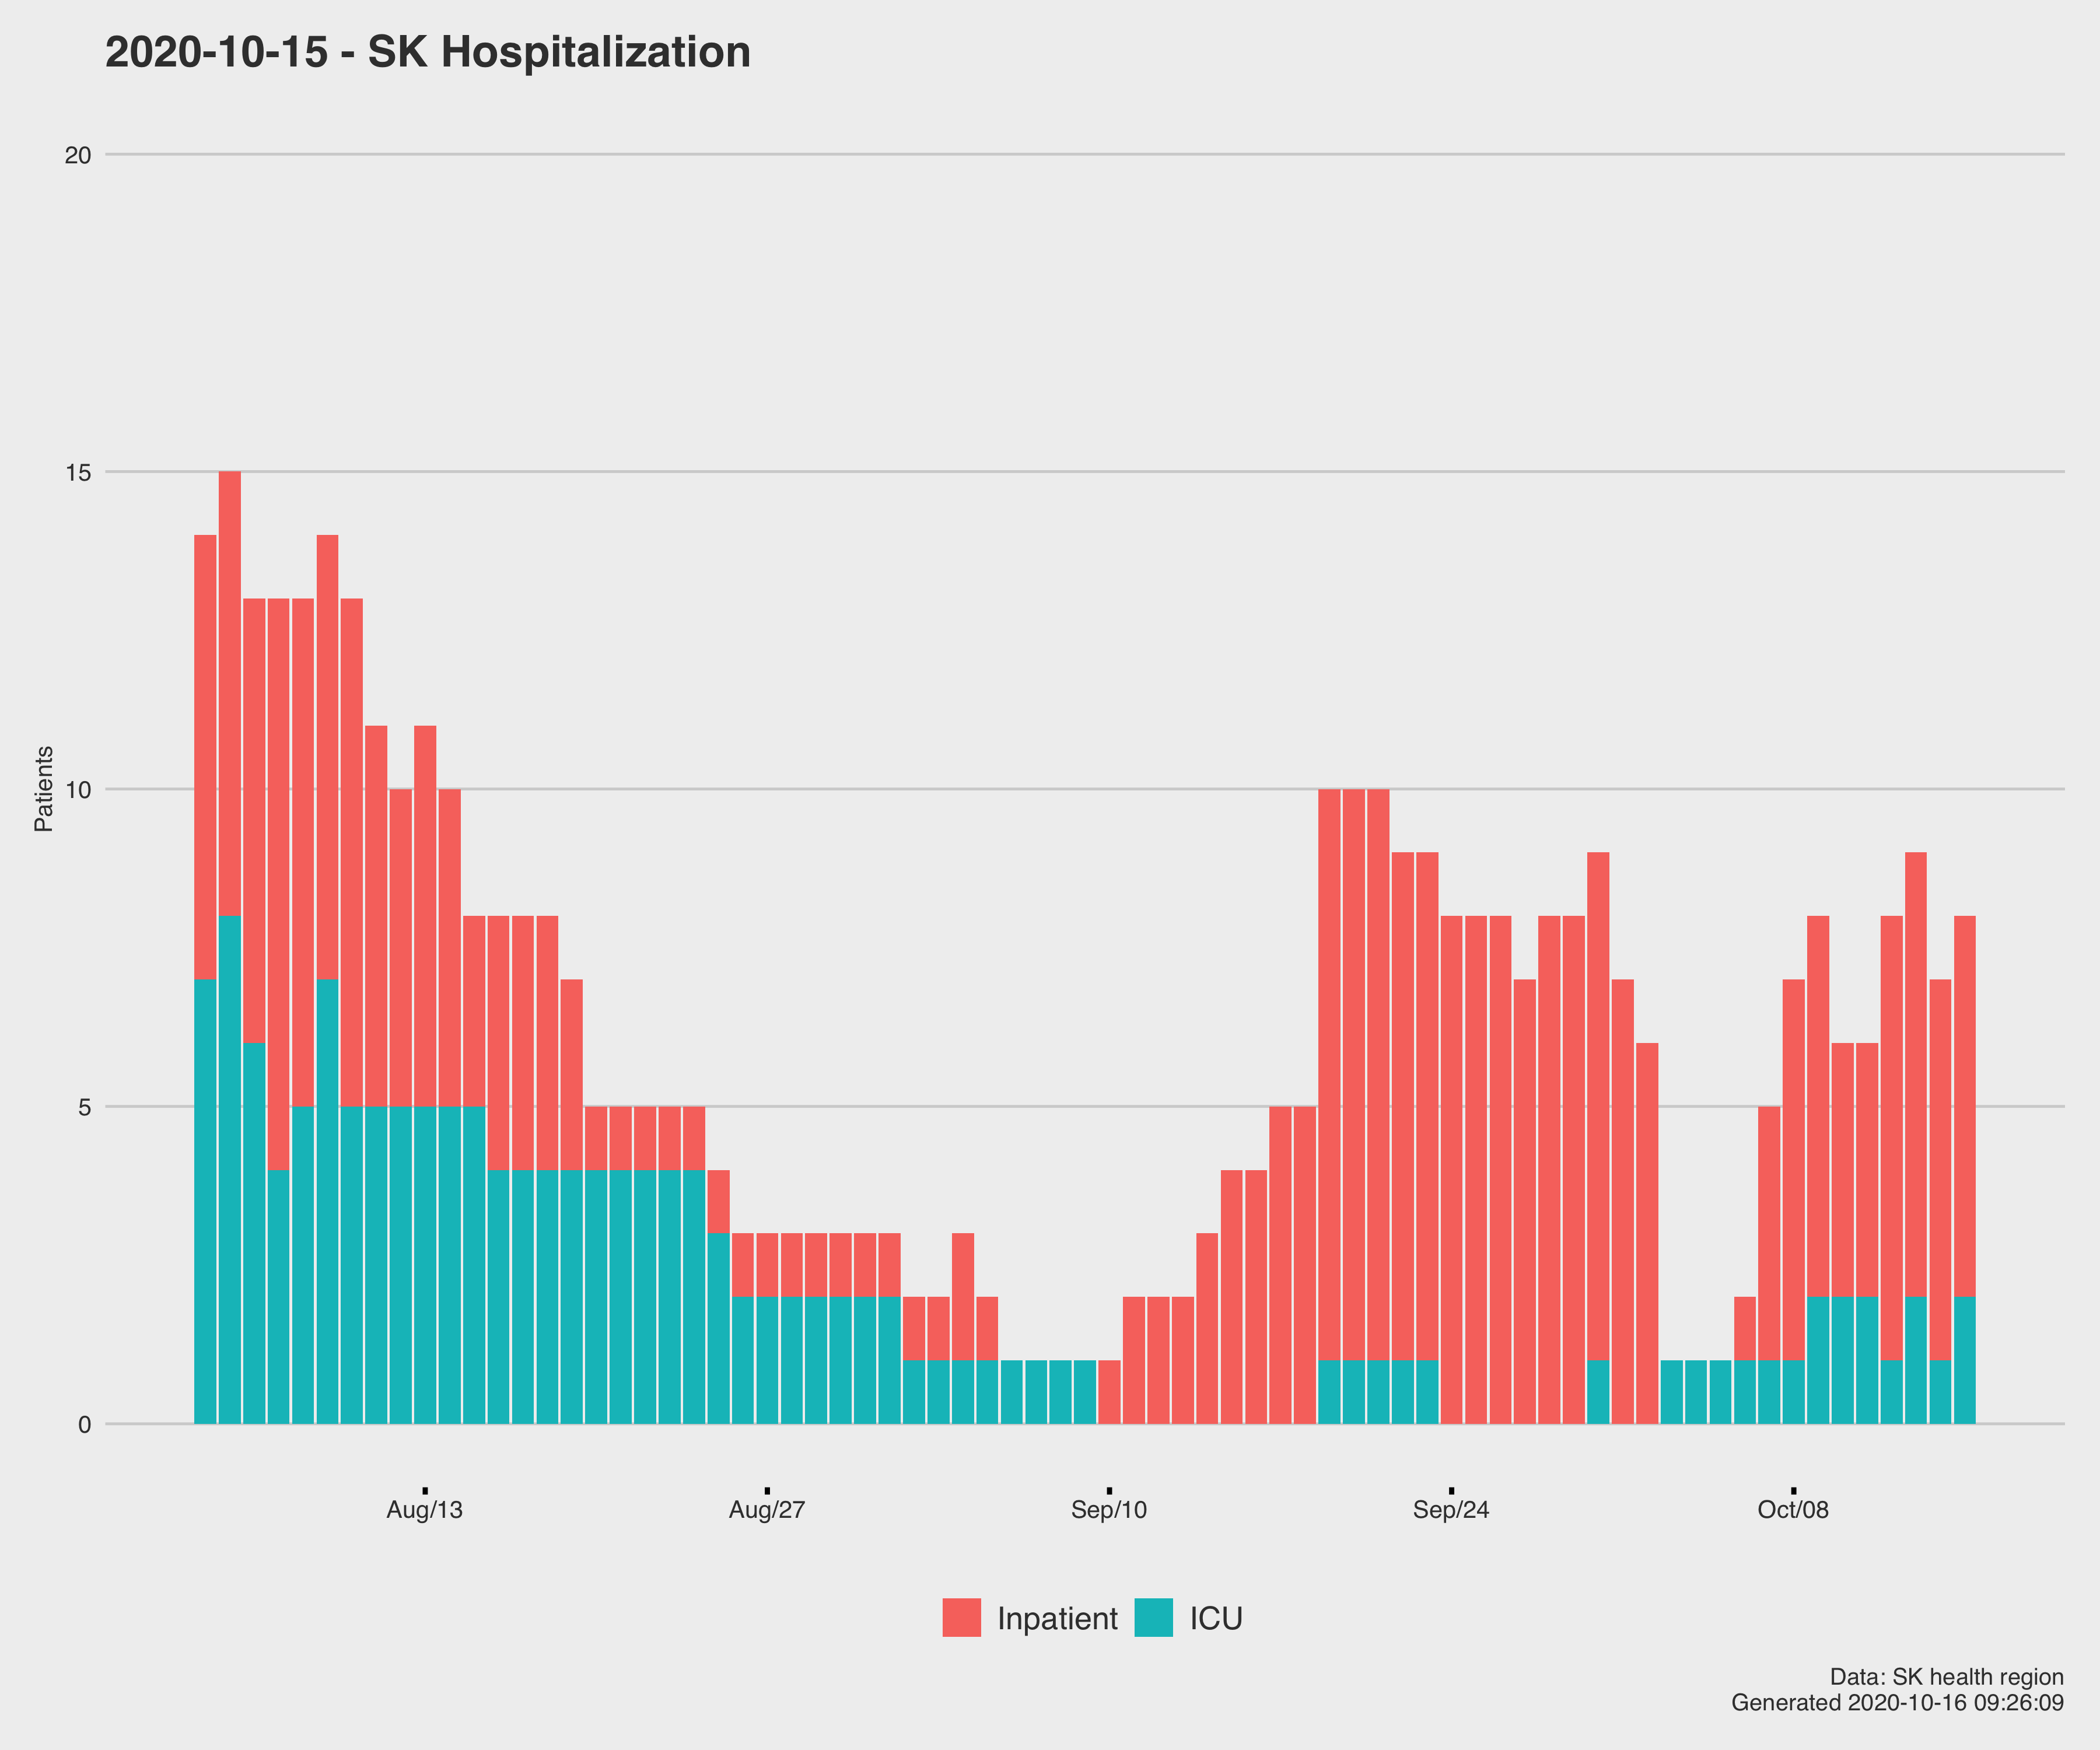 2020-10-15 - SK Hospitalization
20
15
10
5
0
Patients
Aug/13 Aug/27 Sep/10 Sep/24 Oct/08
Inpatient ICU
Data: SK health region
Generated 2020-10-16 09:26:09